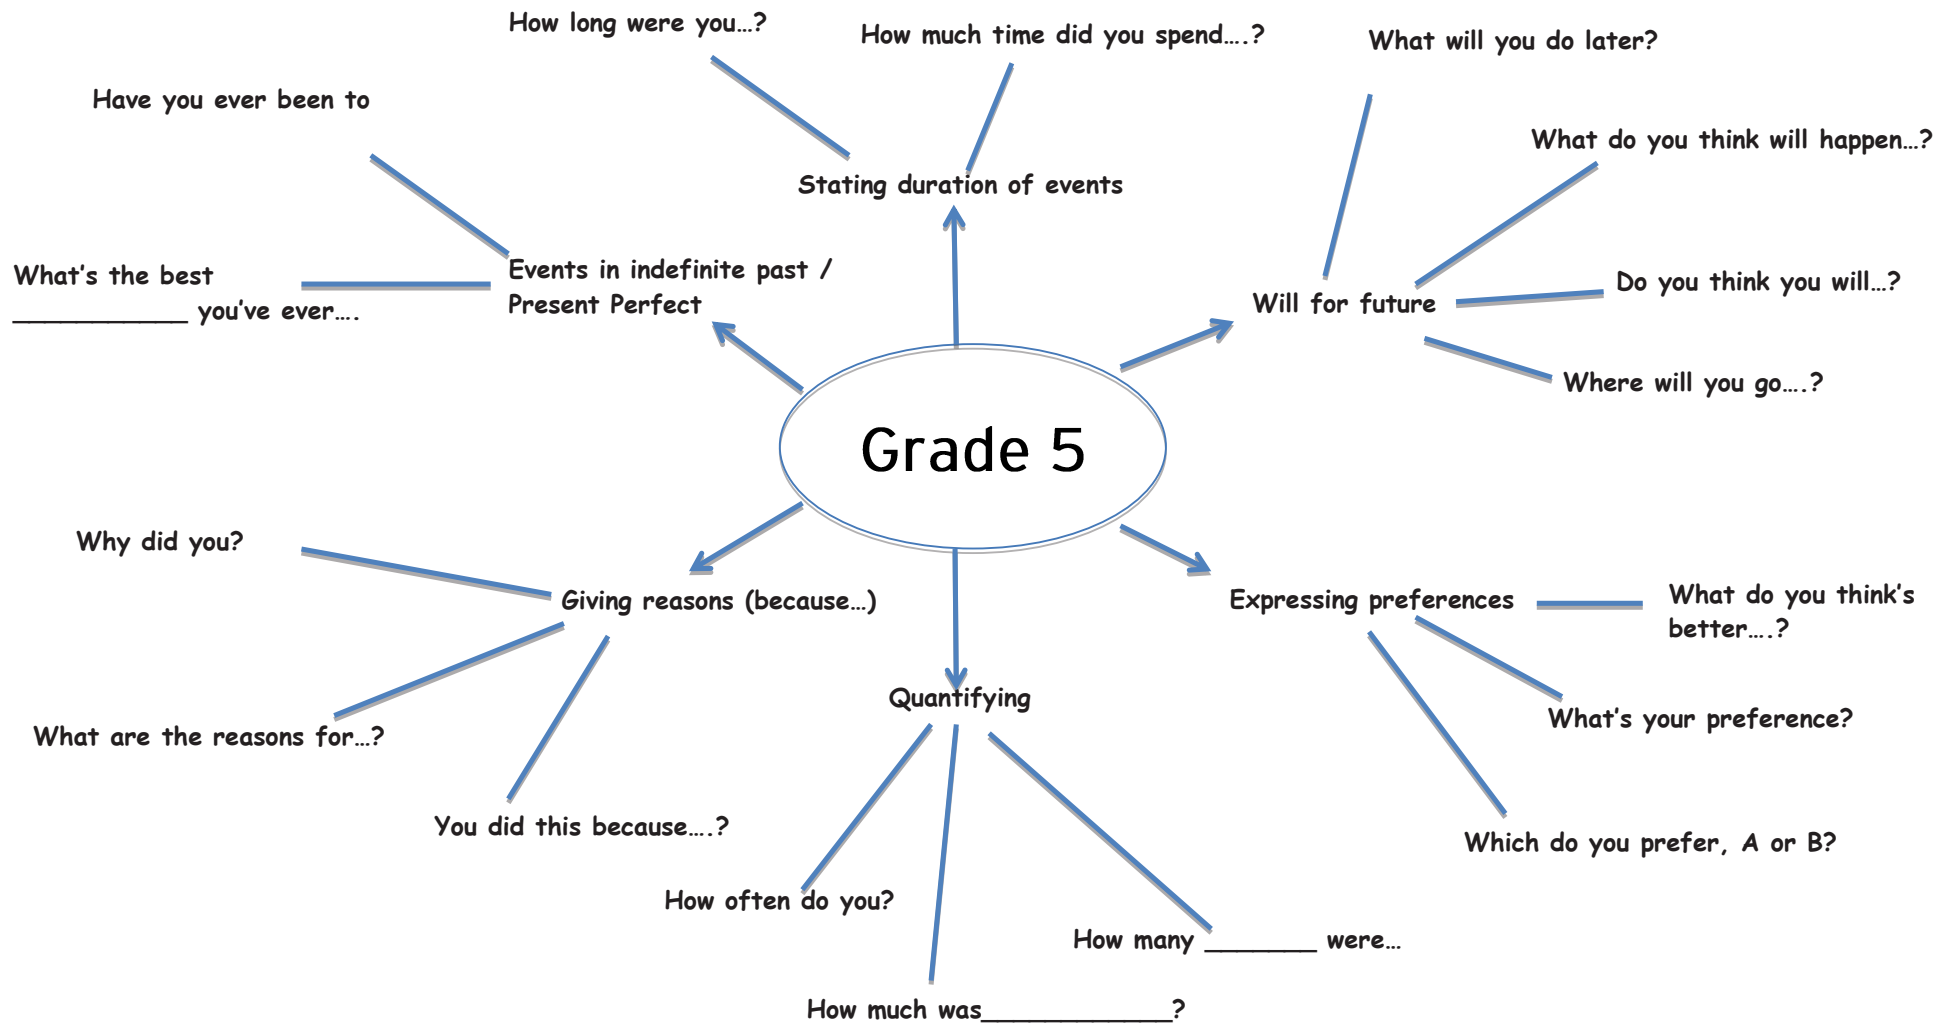 How long were you…?
How much time did you spend….?
What will you do later?
Have you ever been to
What do you think will happen…?
Stating duration of events
What's the best
___________ you've ever….
Events in indefinite past /
Present Perfect
Will for future
Do you think you will…?
Where will you go….?
Grade 5
Why did you?
Giving reasons (because…)
Expressing preferences
What do you think's
better….?
What are the reasons for…?
Quantifying
What's your preference?
You did this because….?
Which do you prefer, A or B?
How often do you?
How many _______ were…
How much was____________?